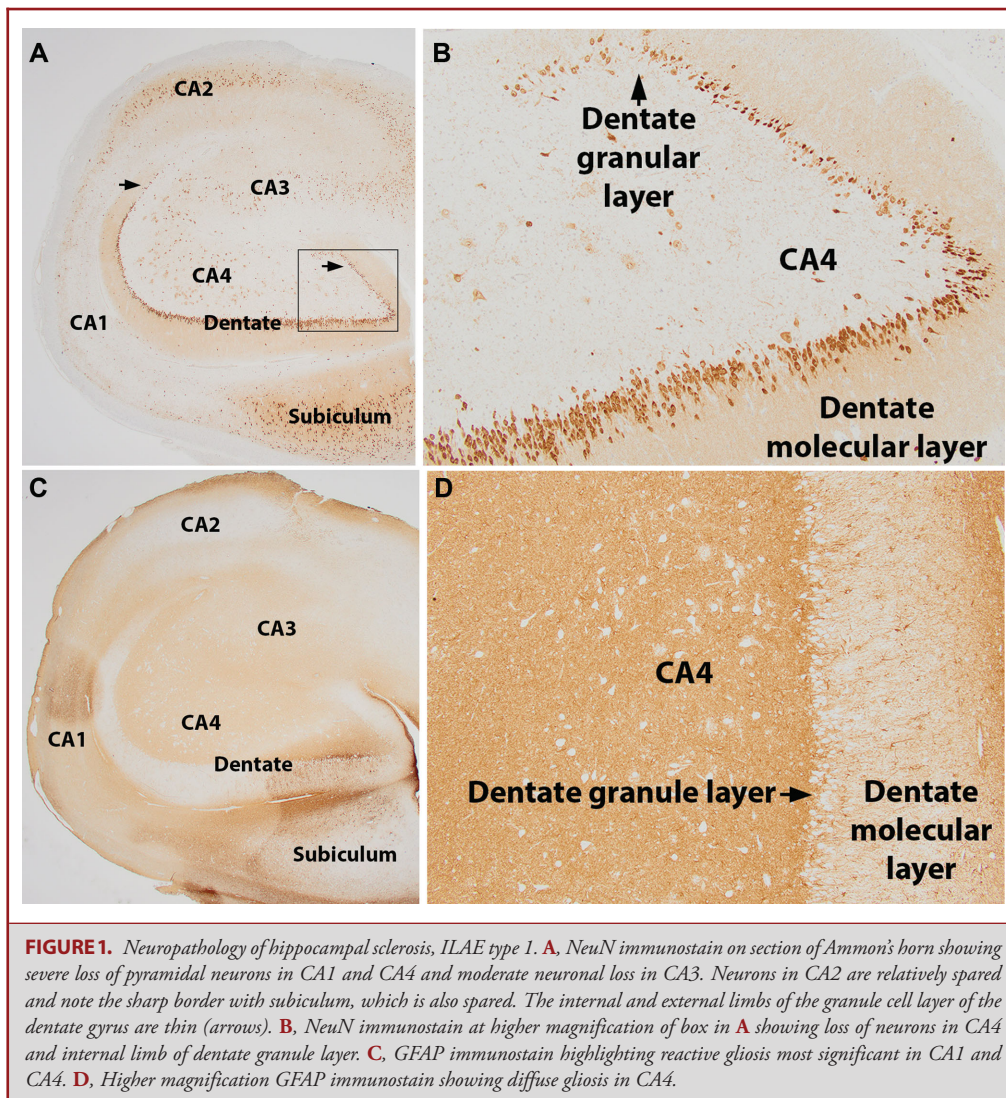 A
CA2
CA3
CA4
CA1
Dentate
Subiculum
B
Dentate
granular
layer
CA4
Dentate
molecular layer
C
CA2
CA3
CA4
CA1
Dentate
Subiculum
D
CA4
Dentate granule layer
Dentate
molecular
layer
FIGURE 1. Neuropathology of hippocampal sclerosis, ILAE type 1. A, NeuN immunostain on section of Ammon's horn showing
severe loss of pyramidal neurons in CA1 and CA4 and moderate neuronal loss in CA3. Neurons in CA2 are relatively spared
and note the sharp border with subiculum, which is also spared. The internal and external limbs of the granule cell layer of the
dentate gyrus are thin (arrows). B, NeuN immunostain at higher magnification of box in A showing loss of neurons in CA4
and internal limb of dentate granule layer. C, GFAP immunostain highlighting reactive gliosis most significant in CA1 and
CA4. D, Higher magnification GFAP immunostain showing diffuse gliosis in CA4.